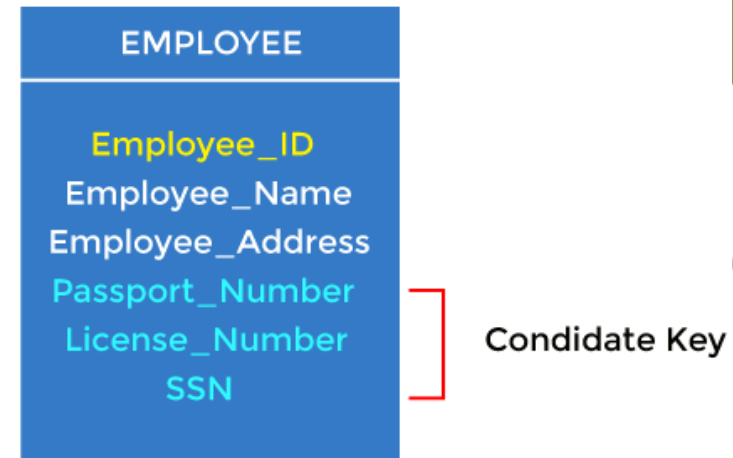 EMPLOYEE
Employee_ID
Employee_Name
Employee_Address
Passport_Number
License_Number
SSN
Condidate Key